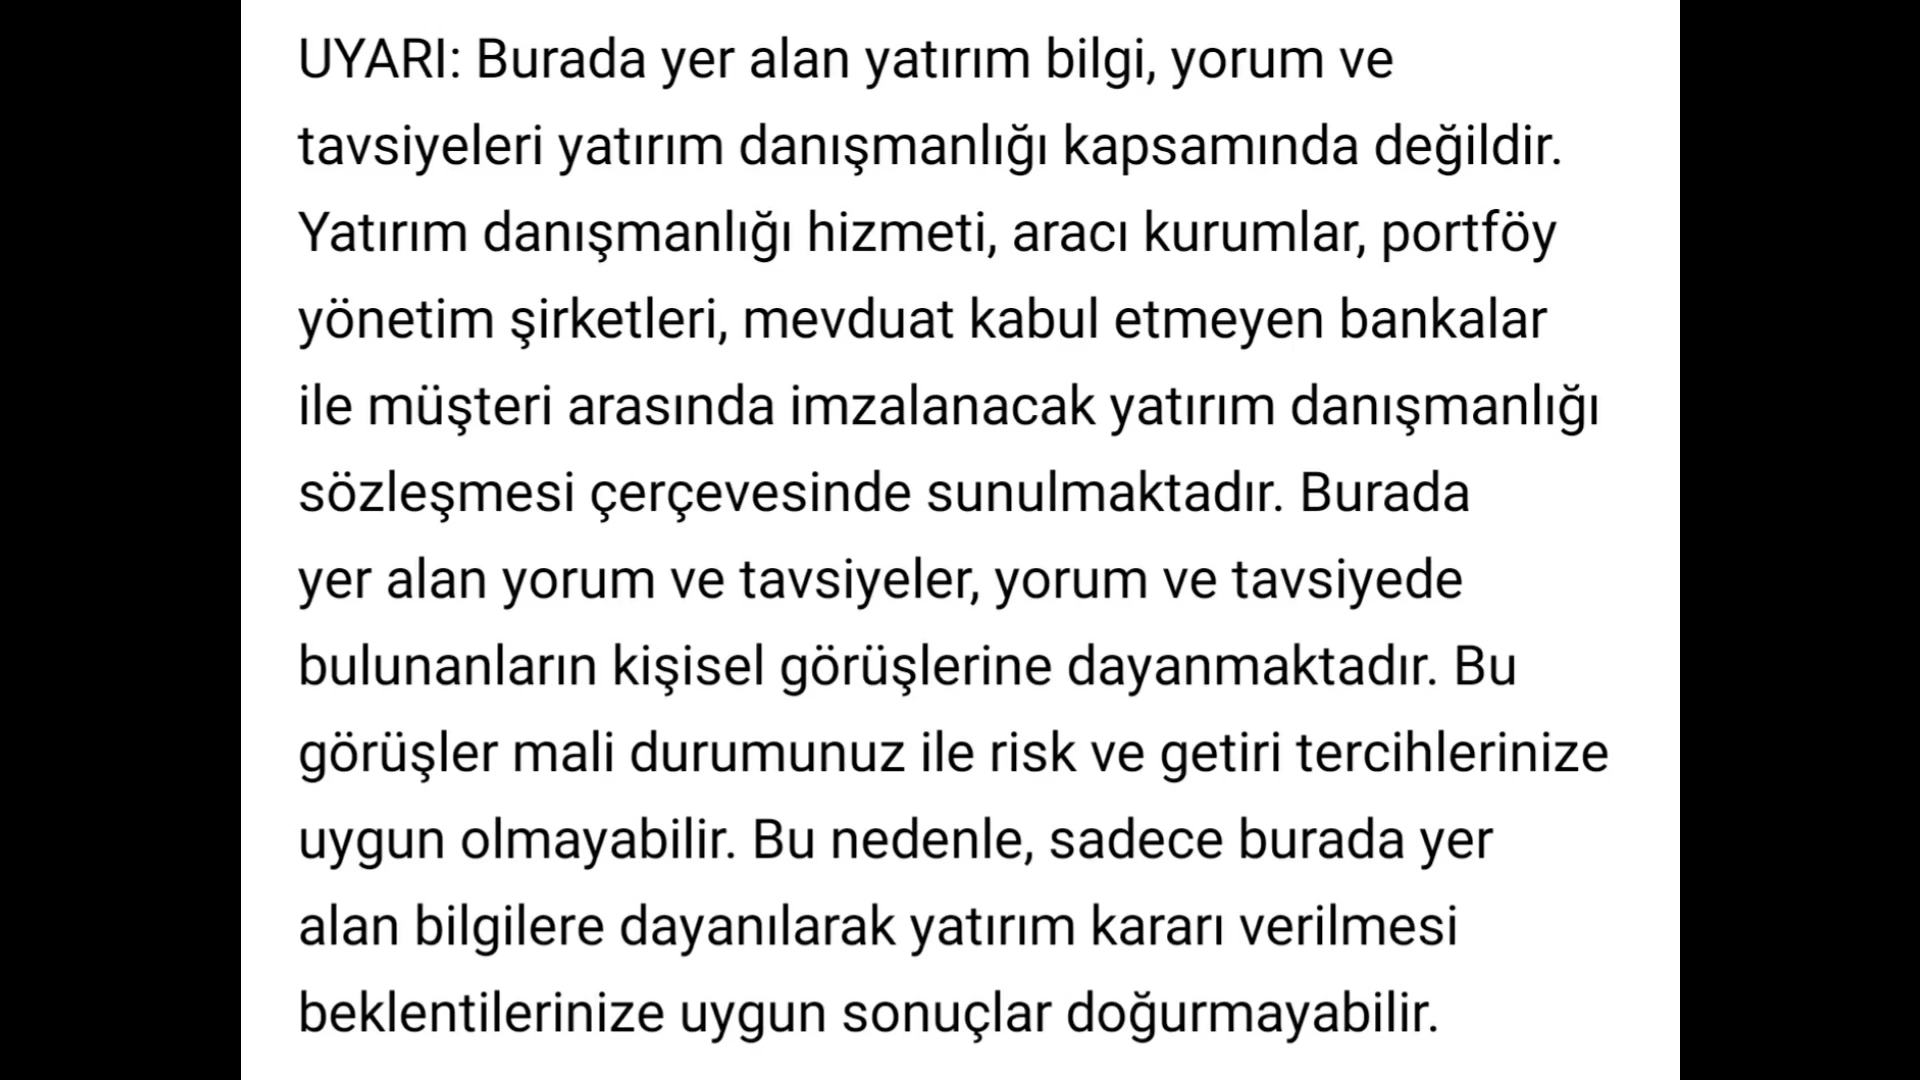 UYARI: Burada yer alan yatırım bilgi, yorum ve
tavsiyeleri yatırım danışmanlığı kapsamında değildir.
Yatırım danışmanlığı hizmeti, aracı kurumlar, portföy
yönetim şirketleri, mevduat kabul etmeyen bankalar
ile müşteri arasında imzalanacak yatırım danışmanlığı
sözleşmesi çerçevesinde sunulmaktadır. Burada
yer alan yorum ve tavsiyeler, yorum ve tavsiyede
bulunanların kişisel görüşlerine dayanmaktadır. Bu
görüşler mali durumunuz ile risk ve getiri tercihlerinize
uygun olmayabilir. Bu nedenle, sadece burada yer
alan bilgilere dayanılarak yatırım kararı verilmesi
beklentilerinize uygun sonuçlar doğurmayabilir.